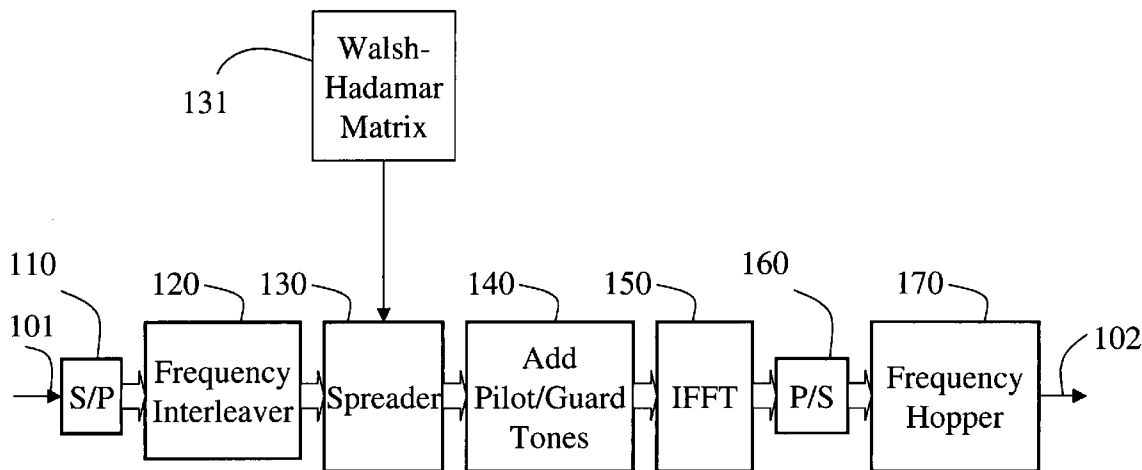 Walsh-
Hadamar
Matrix
131
110
120
130
140
150
160
170
101
102
S/P
Frequency
Interleaver
Spreader
Add
Pilot/Guard
Tones
IFFT
P/S
Frequency
Hopper